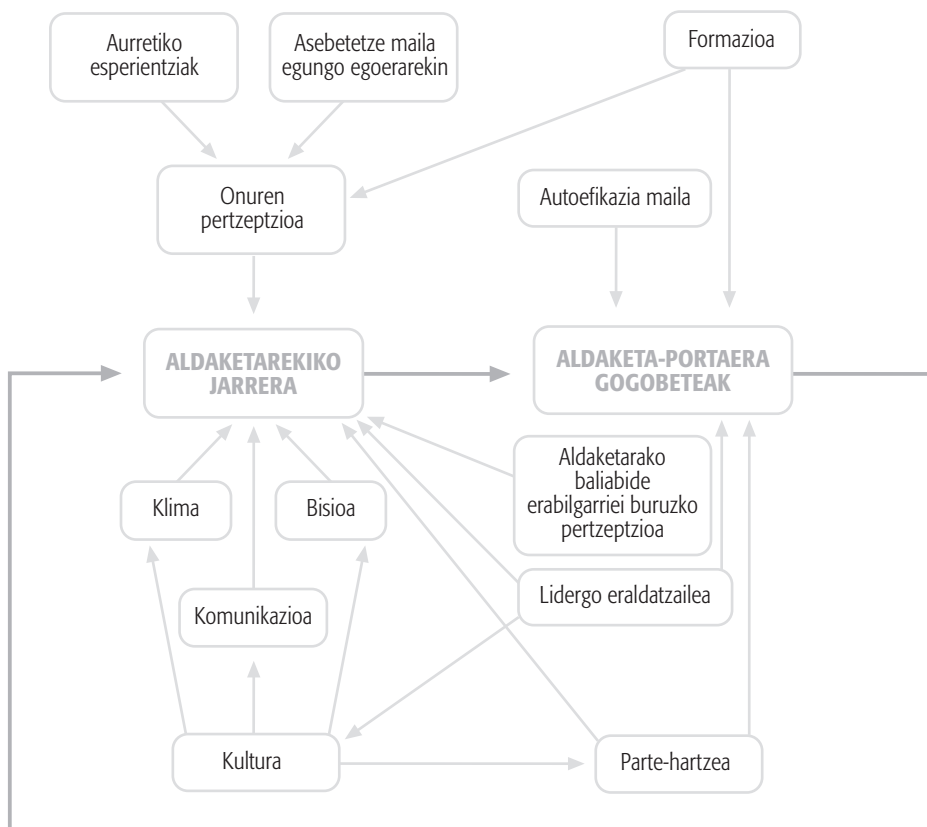 Aurretiko
esperientziak
Asebetetze maila
egungo egoerarekin
Formazioa
Onuren
pertzeptzioa
Autoefikazia maila
ALDAKETAREKIKO
JARRERA
ALDAKETA-PORTAERA
GOGOBETEAK
Klima
Bisioa
Aldaketarako
baliabide
erabilgarriei buruzko
pertzeptzioa
Komunikazioa
Lidergo eraldatzailea
Kultura
Parte-hartzea